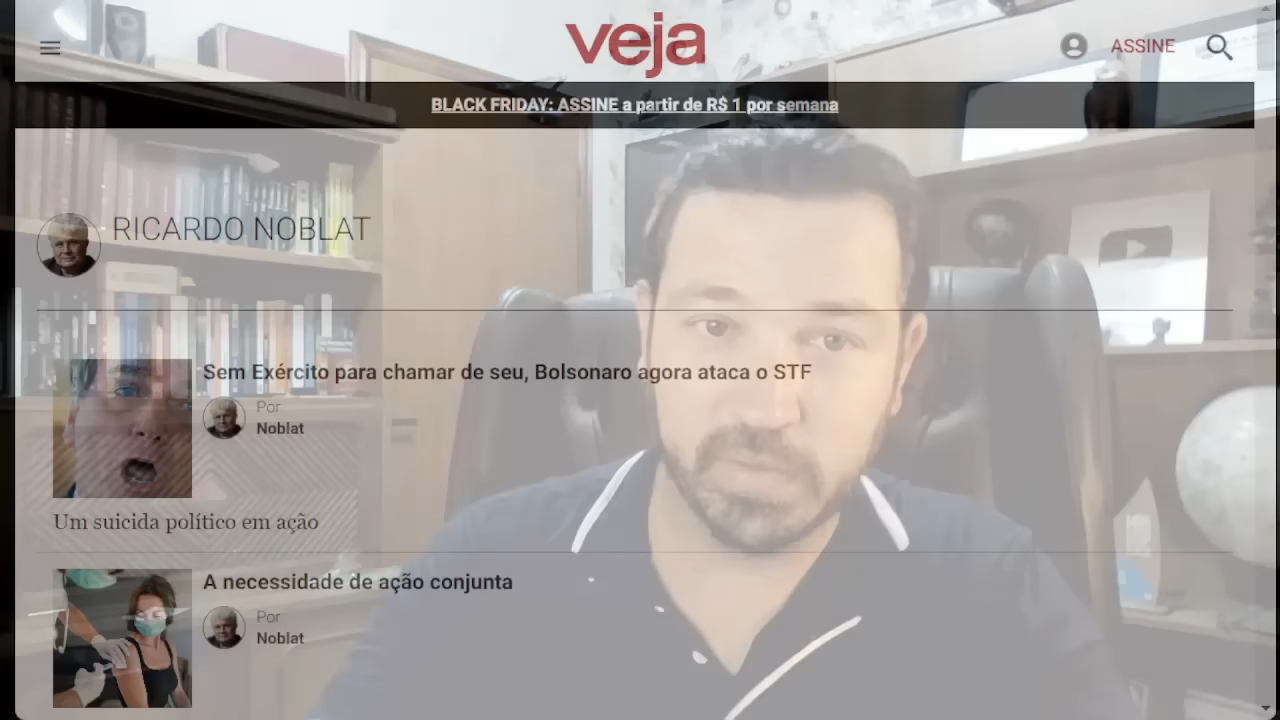 veja
ASSINE
BLACK FRIDAY: ASSINE a partir de R$ 1 por semana
RICARDO NOBLAT
Sem Exército para chamar de seu, Bolsonaro agora ataca o STF
Por
Noblat
Um suicida político em ação
A necessidade de ação conjunta
Por
Noblat